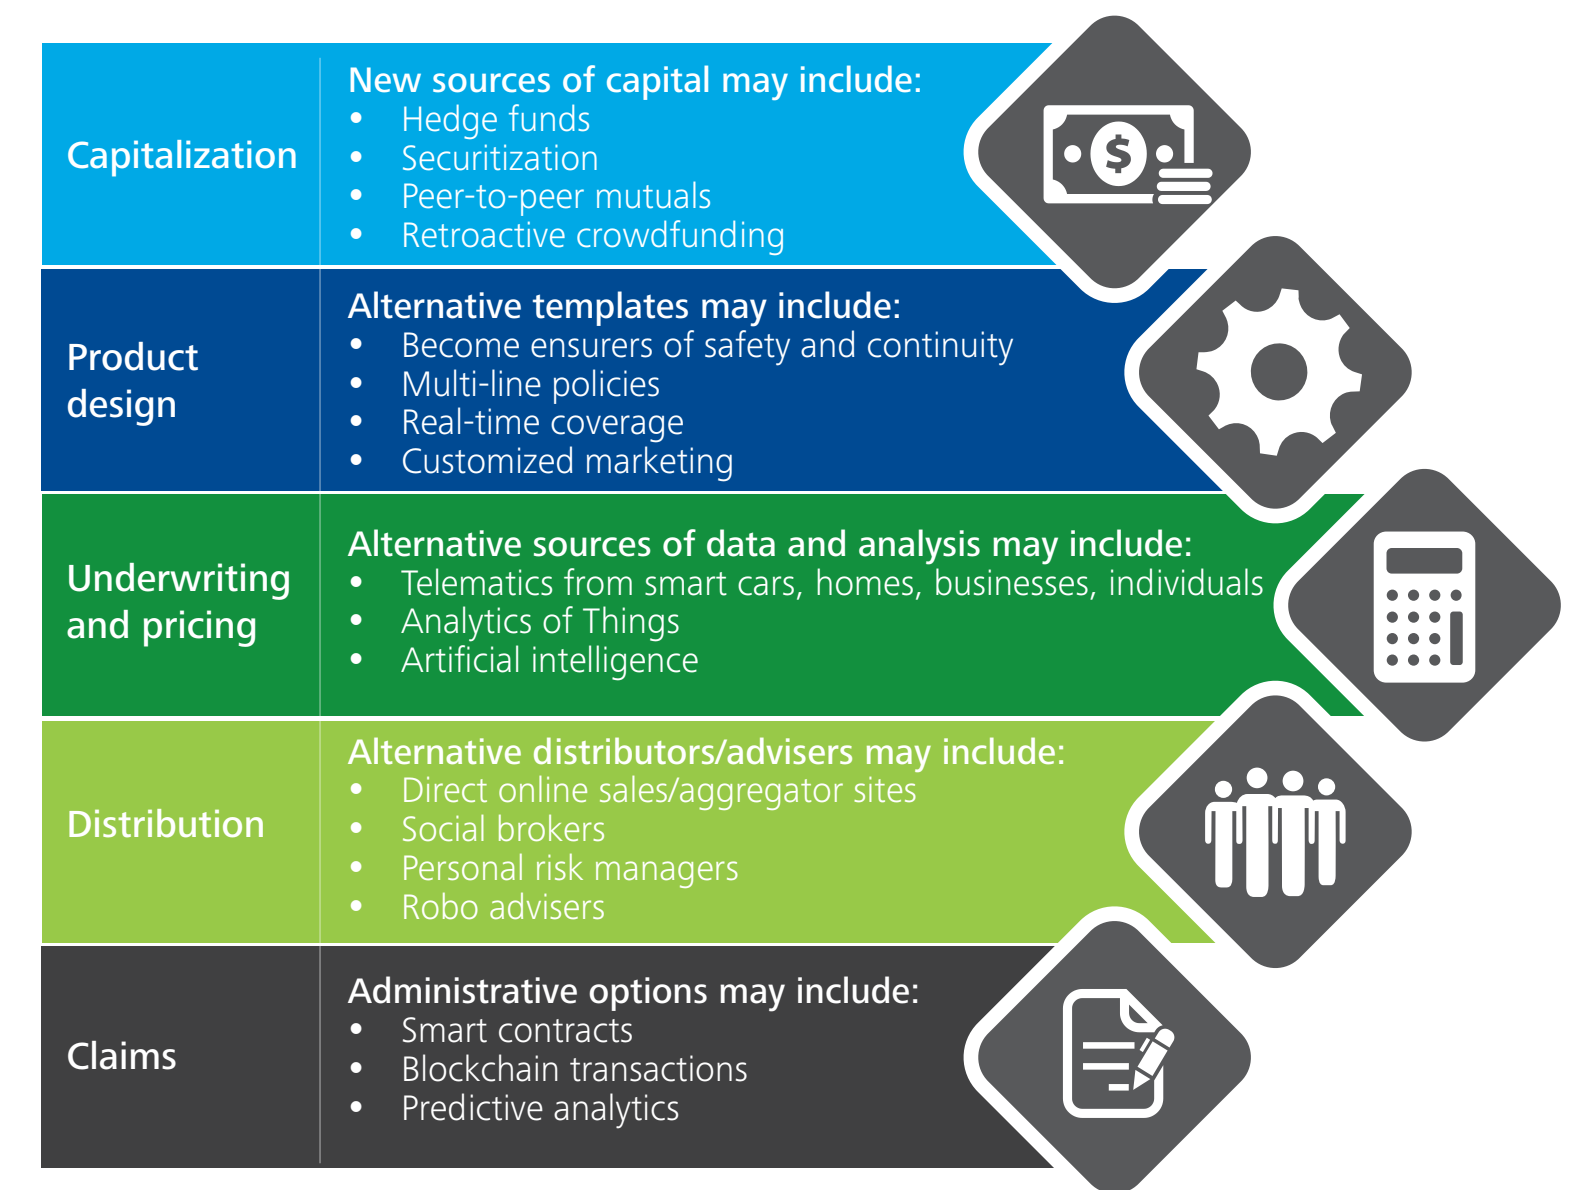 Capitalization
New sources of capital may include:
• Hedge funds
• Securitization
• Peer-to-peer mutuals
• Retroactive crowdfunding
Product
design
Alternative templates may include:
• Become ensurers of safety and continuity
• Multi-line policies
• Real-time coverage
• Customized marketing
Underwriting
and pricing
Alternative sources of data and analysis may include:
• Telematics from smart cars, homes, businesses, individuals
• Analytics of Things
• Artificial intelligence
Distribution
Alternative distributors/advisers may include:
• Direct online sales/aggregator sites
• Social brokers
• Personal risk managers
• Robo advisers
Claims
Administrative options may include:
• Smart contracts
• Blockchain transactions
• Predictive analytics
$